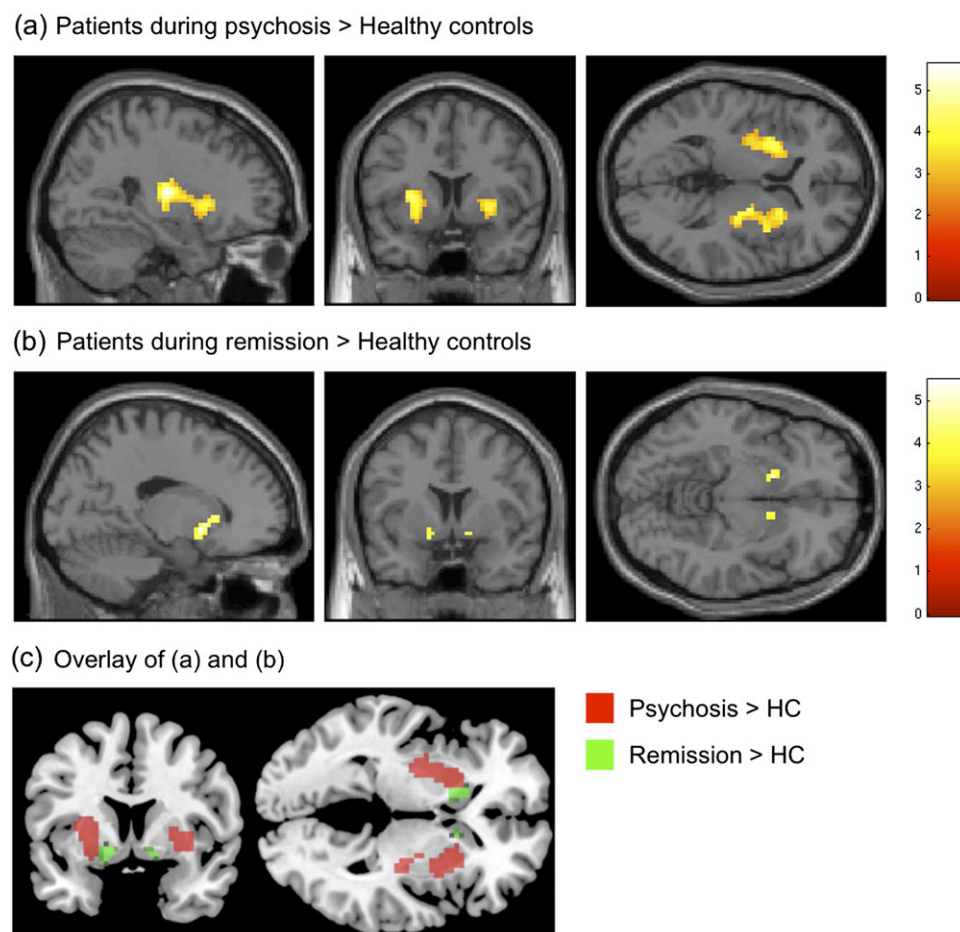 (a) Patients during psychosis > Healthy controls
5
4
3
2
1
0
(b) Patients during remission > Healthy controls
5
4
3
2
1
0
(c) Overlay of (a) and (b)
Psychosis > HC
Remission > HC